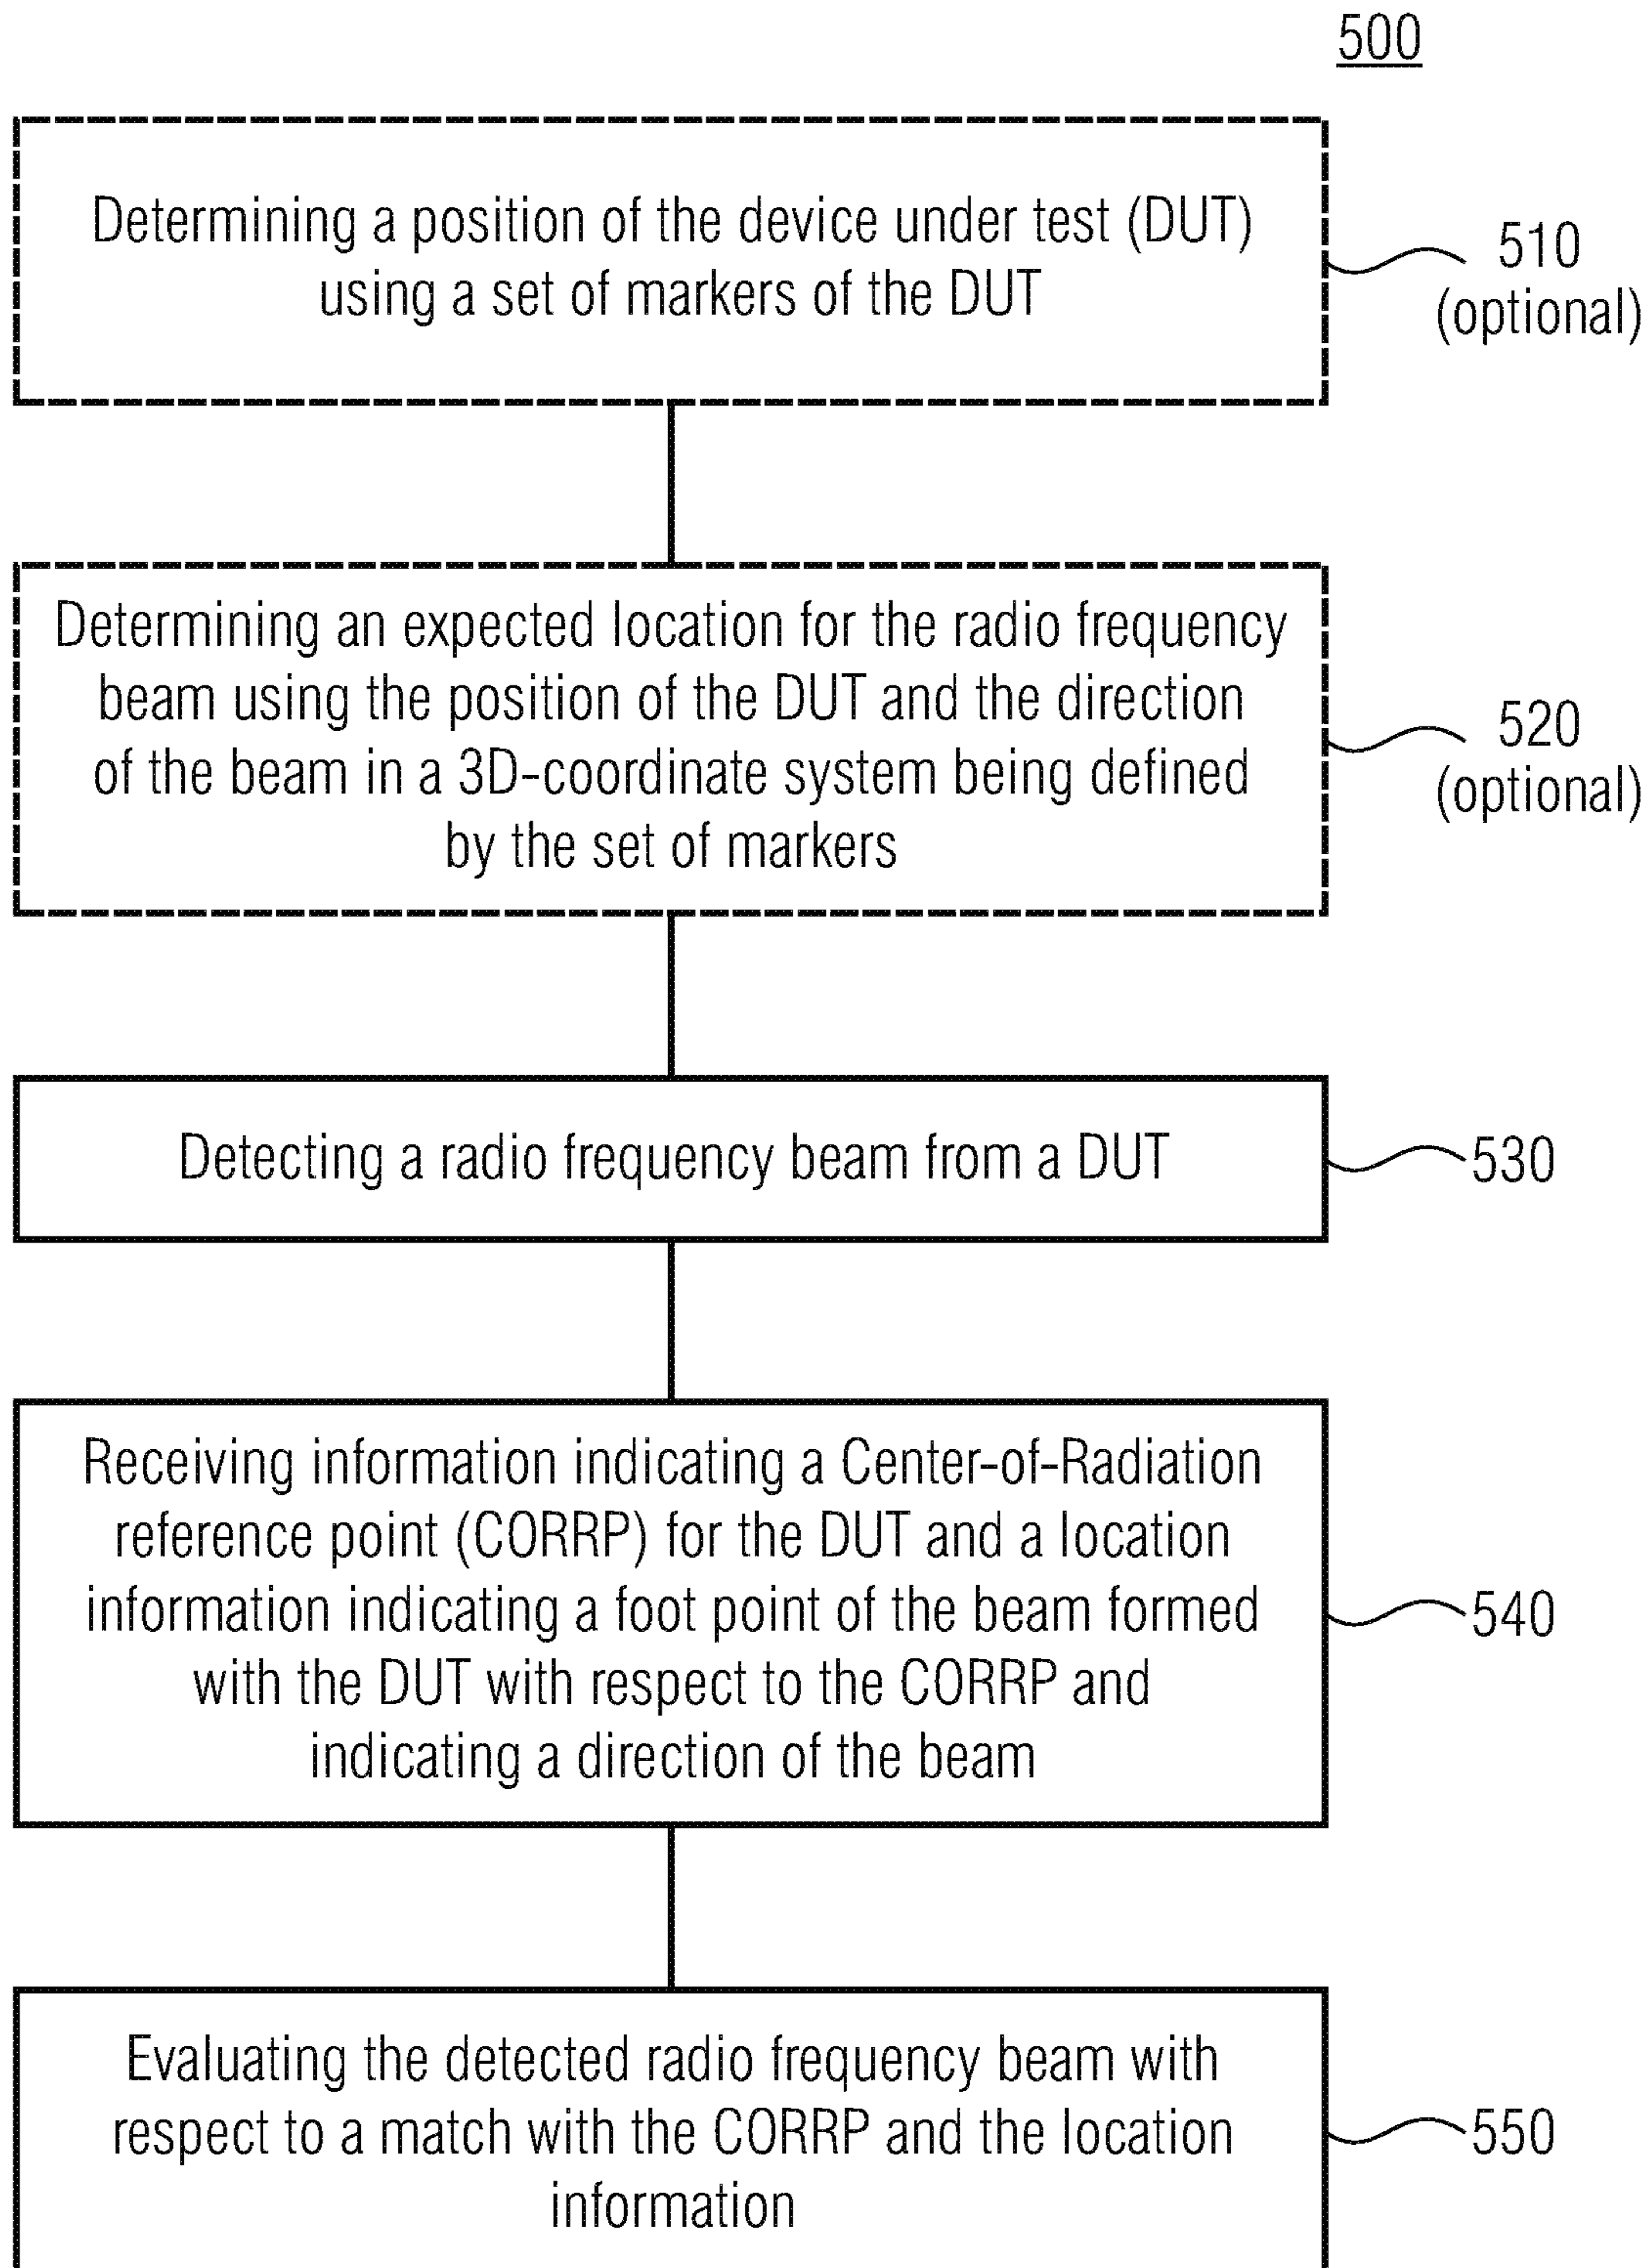 500
Determining a position of the device under test (DUT)
using a set of markers of the DUT
510
(optional)
Determining an expected location for the radio frequency
beam using the position of the DUT and the direction
of the beam in a 3D-coordinate system being defined
by the set of markers
520
(optional)
Detecting a radio frequency beam from a DUT
530
Receiving information indicating a Center-of-Radiation
reference point (CORRP) for the DUT and a location
information indicating a foot point of the beam formed
with the DUT with respect to the CORRP and
indicating a direction of the beam
540
Evaluating the detected radio frequency beam with
respect to a match with the CORRP and the location
information
550